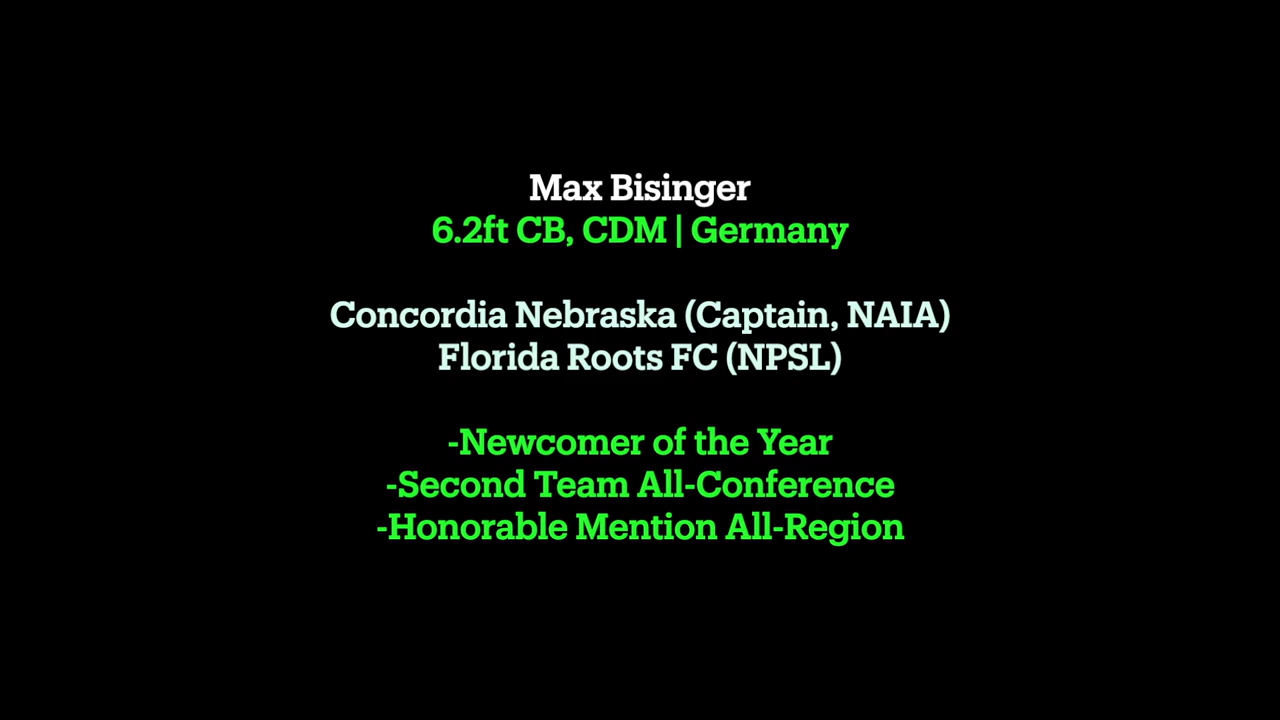 Max Bisinger
6.2ft CB, CDM | Germany
Concordia Nebraska (Captain, NAIA)
Florida Roots FC (NPSL)
-Newcomer of the Year
-Second Team All-Conference
-Honorable Mention All-Region